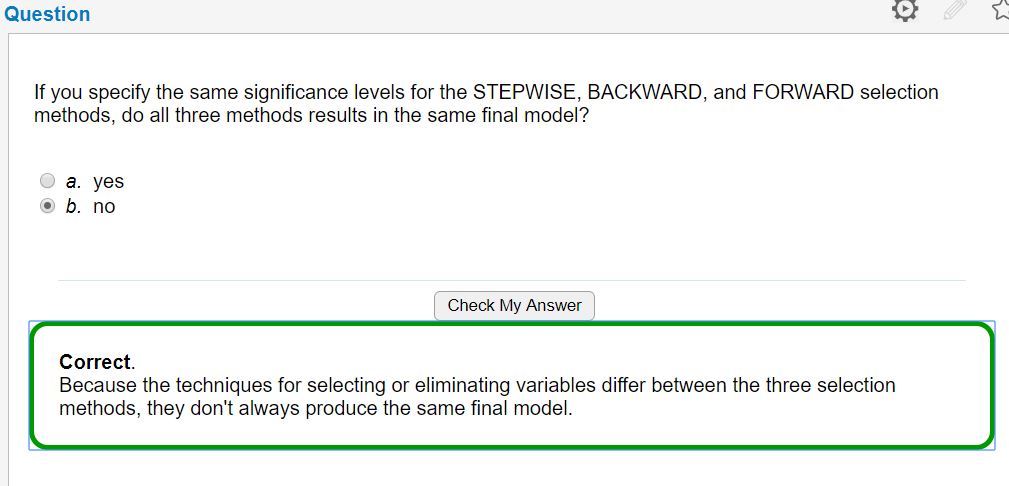 Question
If you specify the same significance levels for the STEPWISE, BACKWARD, and FORWARD selection
methods, do all three methods results in the same final model?
a. yes
b. no
Check My Answer
Correct.
Because the techniques for selecting or eliminating variables differ between the three selection
methods, they don't always produce the same final model.